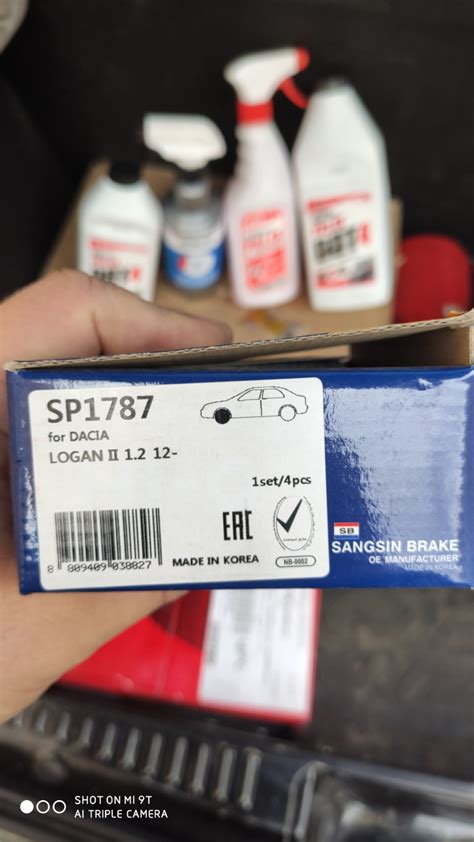 DOT4
SP1787
for DACIA
LOGAN II 1.2 12-
1set/4pcs
EAC
8 809409 038827
MADE IN KOREA
NB-0002
SB
SANGSIN BRAKE
OE MANUFACTURER
MADE IN KOREA
SHOT ON MI 9T
AI TRIPLE CAMERA